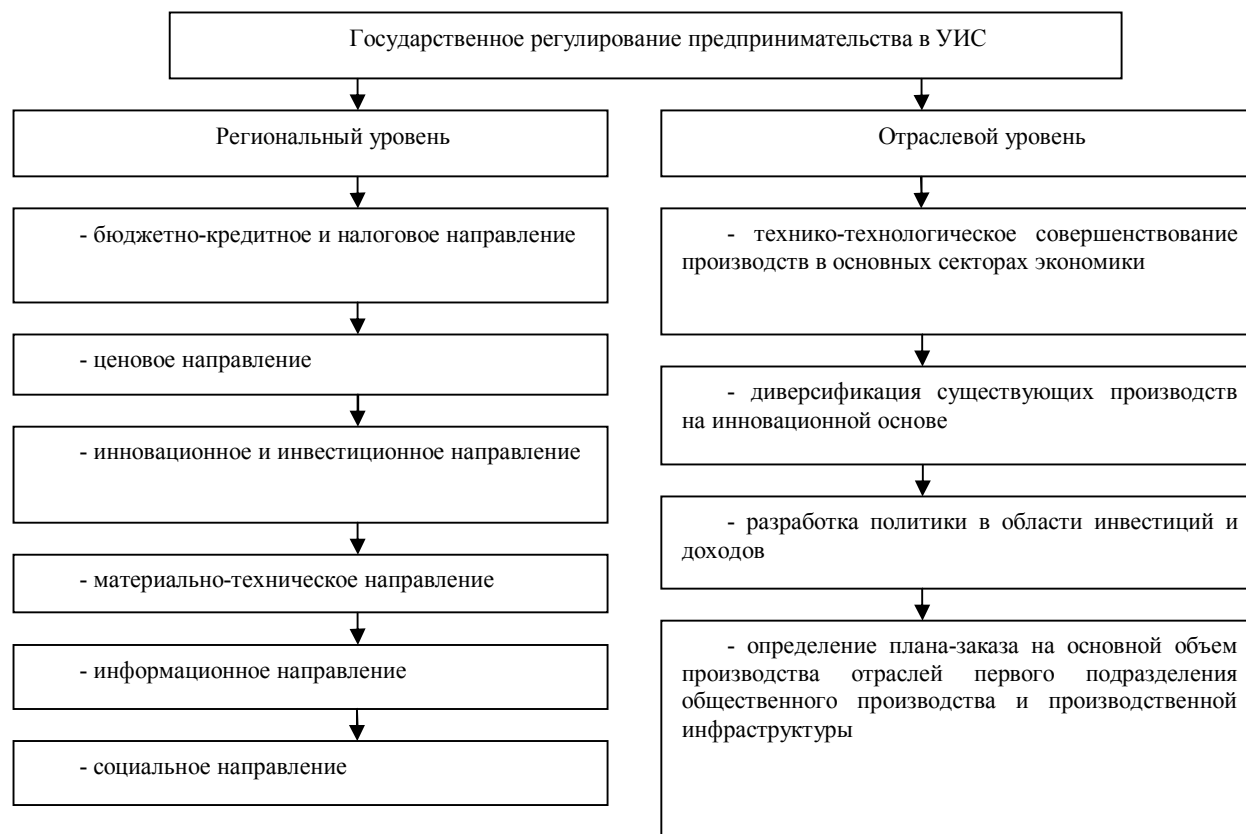 Государственное регулирование предпринимательства в УИС
Региональный уровень
- бюджетно-кредитное и налоговое направление
- ценовое направление
- инновационное и инвестиционное направление
- материально-техническое направление
- информационное направление
- социальное направление
Отраслевой уровень
- технико-технологическое совершенствование
производств в основных секторах экономики
- диверсификация существующих производств
на инновационной основе
- разработка политики в области инвестиций и
доходов
- определение плана-заказа на основной объем
производства отраслей первого подразделения
общественного производства и производственной
инфраструктуры